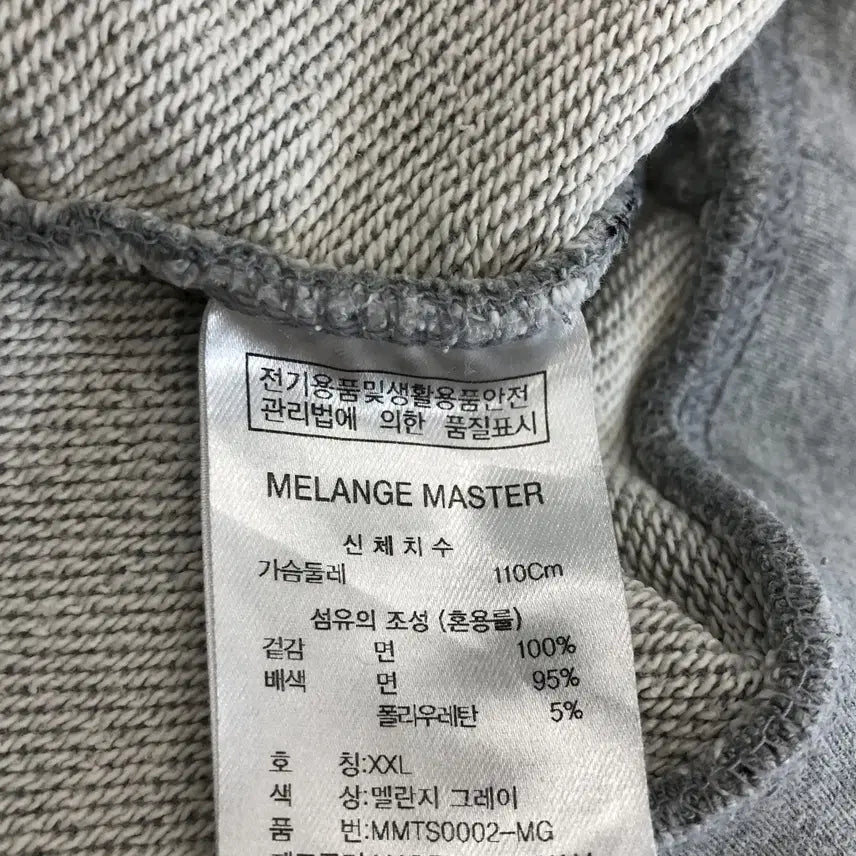 전기용품및생활용품안전
관리법에 의한 품질표시
MELANGE MASTER
신체치수
가슴둘레 110Cm
섬유의 조성 (혼용률)
겉감 면 100%
배색 면 95%
폴리우레탄 5%
호 칭:XXL
색 상:멜란지 그레이
품 번:MMTS0002-MG